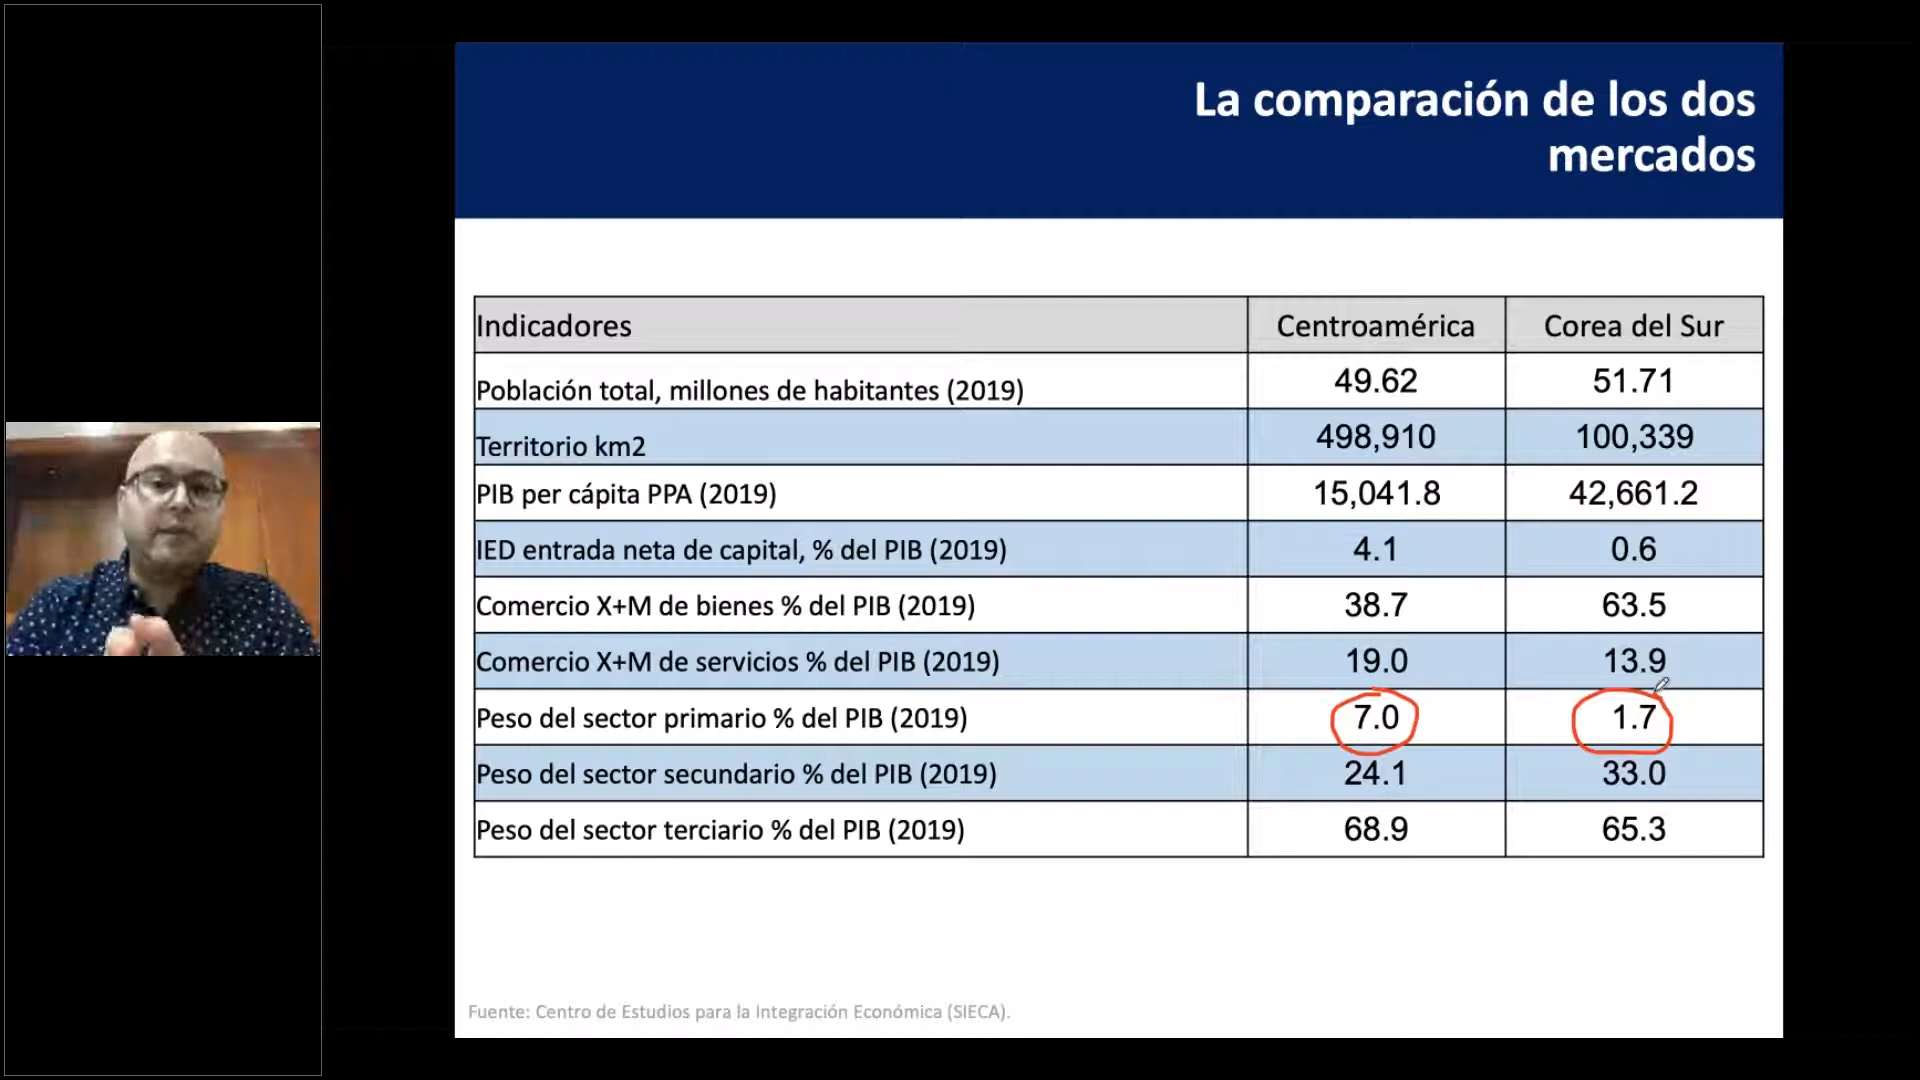 La comparación de los dos
mercados
Indicadores Centroamérica Corea del Sur
Población total, millones de habitantes (2019) 49.62 51.71
Territorio km2 498,910 100,339
PIB per cápita PPA (2019) 15,041.8 42,661.2
IED entrada neta de capital, % del PIB (2019) 4.1 0.6
Comercio X+M de bienes % del PIB (2019) 38.7 63.5
Comercio X+M de servicios % del PIB (2019) 19.0 13.9
Peso del sector primario % del PIB (2019) 7.0 1.7
Peso del sector secundario % del PIB (2019) 24.1 33.0
Peso del sector terciario % del PIB (2019) 68.9 65.3
Fuente: Centro de Estudios para la Integración Económica (SIECA).